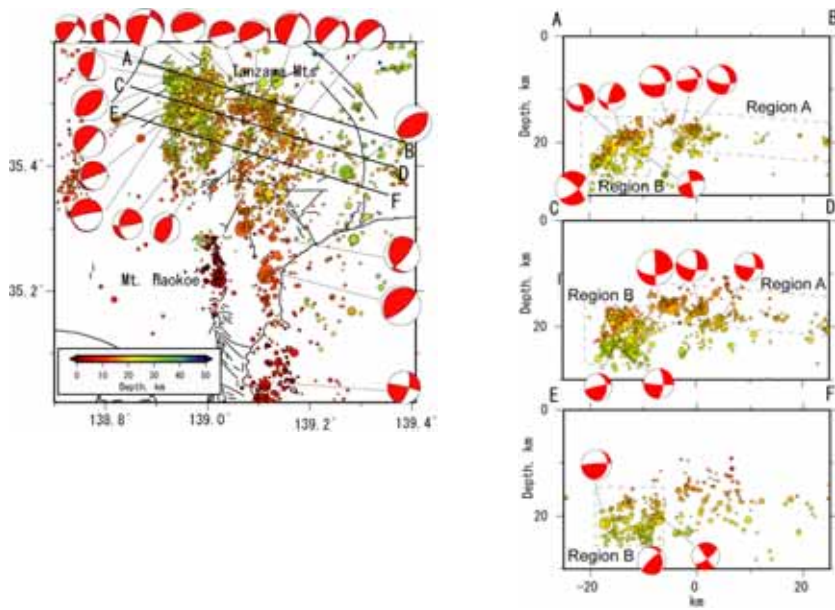 A
C
E
Tanzawa Mts
B
D
F
35.4
35.2
Mt. Haokoe
0 10 20 30 40 50
Depth, km
138.8
139.0
139.2
139.4
A B
0
20
Depth, km
Region A
Region B
C D
0
20
Depth, km
Region B
Region A
E F
0
20
Depth, km
Region B
-20 0 20
km